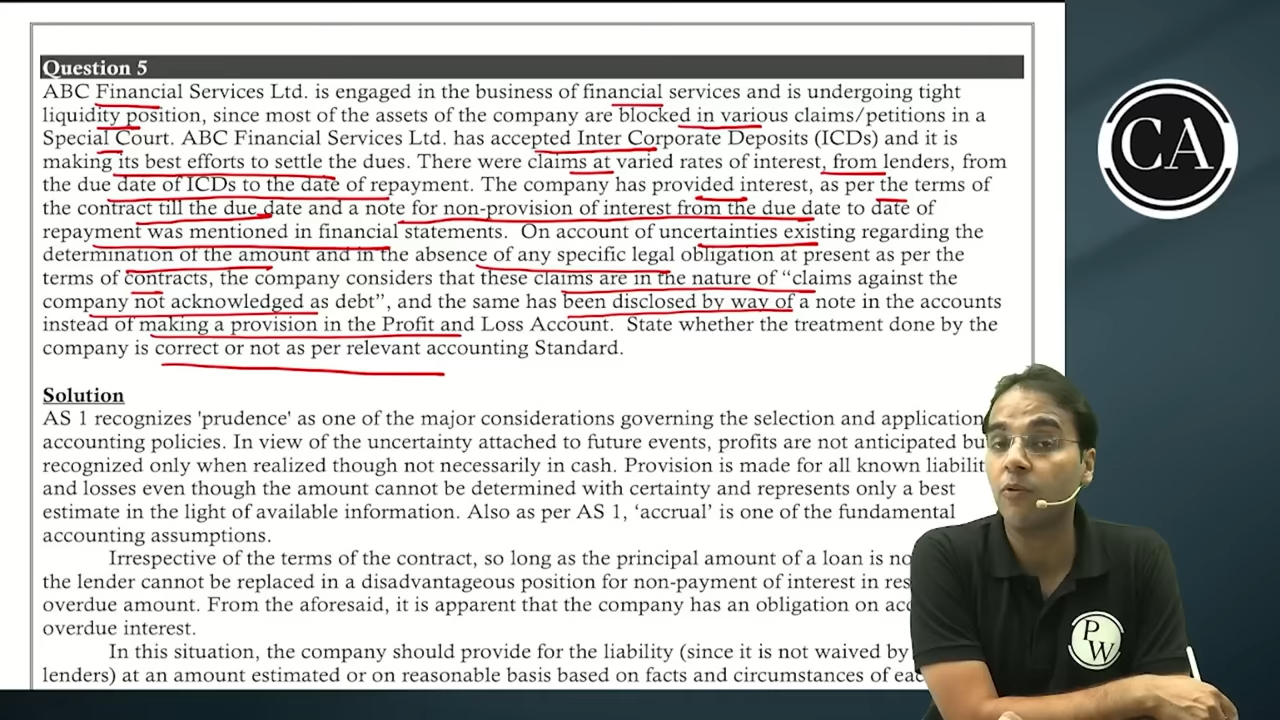 Question 5
ABC Financial Services Ltd. is engaged in the business of financial services and is undergoing tight
liquidity position, since most of the assets of the company are blocked in various claims/petitions in a
Special Court. ABC Financial Services Ltd. has accepted Inter Corporate Deposits (ICDs) and it is
making its best efforts to settle the dues. There were claims at varied rates of interest, from lenders, from
the due date of ICDs to the date of repayment. The company has provided interest, as per the terms of
the contract till the due date and a note for non-provision of interest from the due date to date of
repayment was mentioned in financial statements. On account of uncertainties existing regarding the
determination of the amount and in the absence of any specific legal obligation at present as per the
terms of contracts, the company considers that these claims are in the nature of “claims against the
company not acknowledged as debt”, and the same has been disclosed by way of a note in the accounts
instead of making a provision in the Profit and Loss Account. State whether the treatment done by the
company is correct or not as per relevant accounting Standard.
Solution
AS 1 recognizes 'prudence' as one of the major considerations governing the selection and application
accounting policies. In view of the uncertainty attached to future events, profits are not anticipated
recognized only when realized though not necessarily in cash. Provision is made for all known
and losses even though the amount cannot be determined with certainty and represents only a best
estimate in the light of available information. Also as per AS 1, ‘accrual’ is one of the fundamental
accounting assumptions.
Irrespective of the terms of the contract, so long as the principal amount of a loan is
the lender cannot be replaced in a disadvantageous position for non-payment of interest in
overdue amount. From the aforesaid, it is apparent that the company has an obligation on
overdue interest.
In this situation, the company should provide for the liability (since it is not waived by
lenders) at an amount estimated or on reasonable basis based on facts and circumstances of
CA
P
W